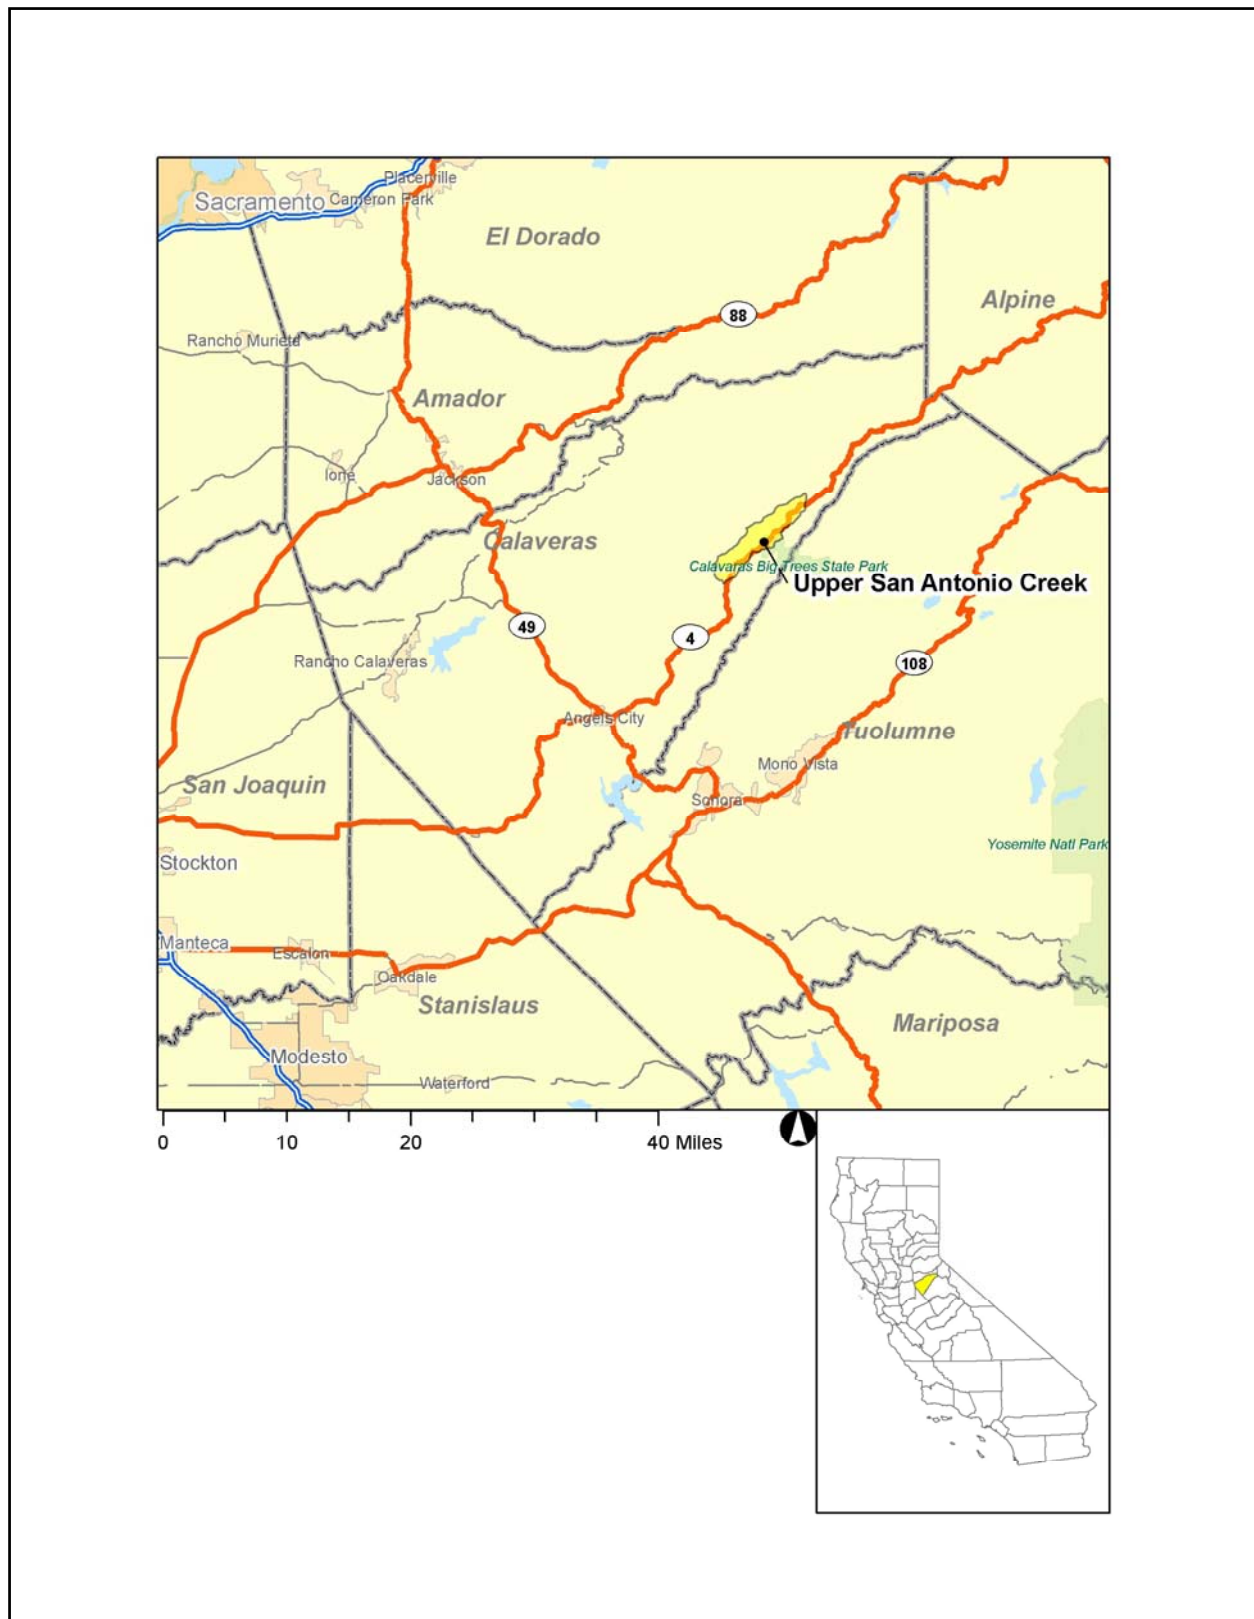 Placerville
Sacramento
Cameron Park
El Dorado
Alpine
88
Rancho Murieta
Amador
Ione
Jackson
Calaveras
Calavaras Big Trees State Park
Upper San Antonio Creek
49
4
108
Rancho Calaveras
Angels City
Tuolumne
Mono Vista
San Joaquin
Sonora
Yosemite Natl Park
Stockton
Manteca
Escalon
Oakdale
Stanislaus
Mariposa
Modesto
Waterford
0 10 20 40 Miles